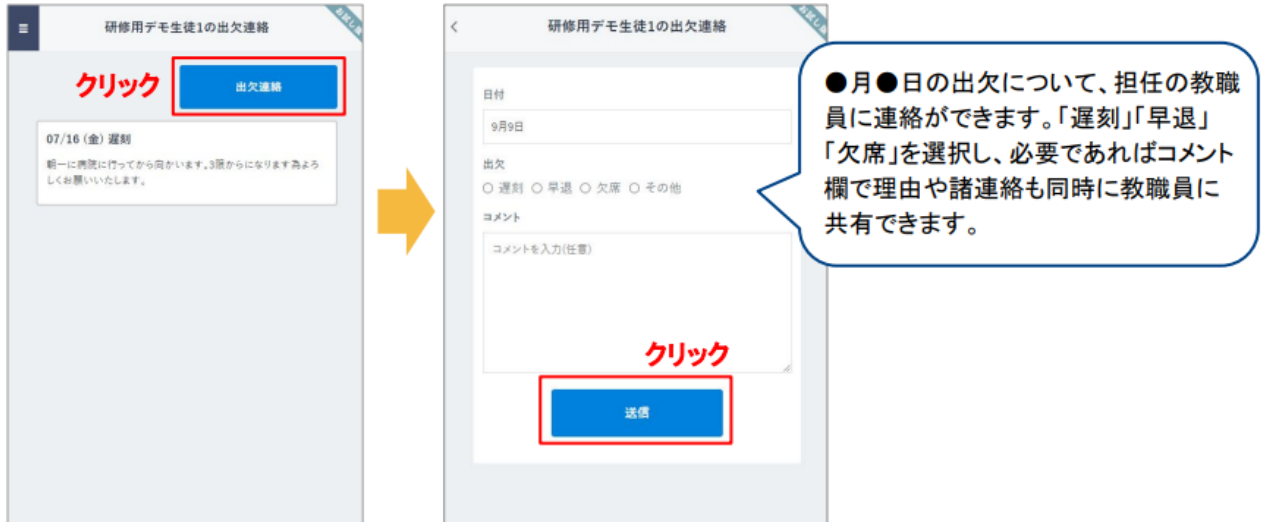 研修用デモ生徒1の出欠連絡
お試し版
クリック
出欠連絡
07/16 (金) 遅刻
朝一に病院に行ってから向かいます。3限からになります為よろ
しくお願いいたします。
研修用デモ生徒1の出欠連絡
お試し版
日付
9月9日
出欠
遅刻 早退 欠席 その他
コメント
コメントを入力(任意)
クリック
送信
●月●日の出欠について、担任の教職
員に連絡ができます。「遅刻」「早退」
「欠席」を選択し、必要であればコメント
欄で理由や諸連絡も同時に教職員に
共有できます。